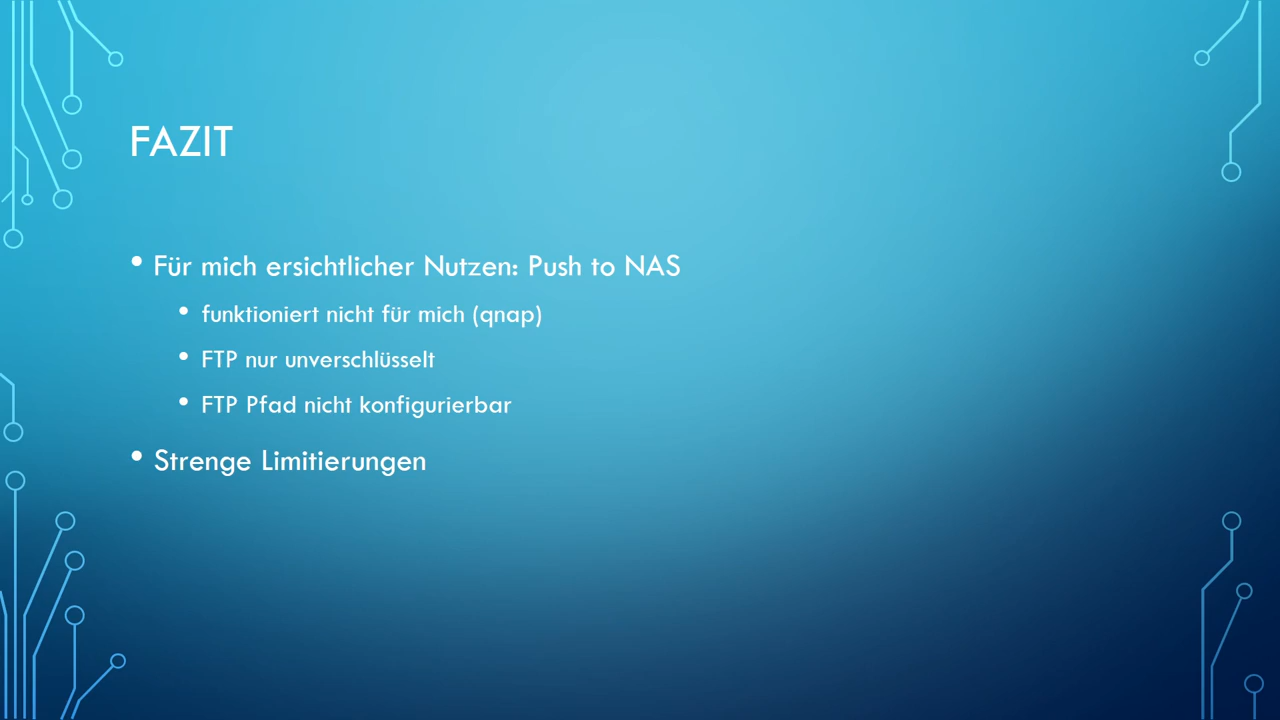 FAZIT
• Für mich ersichtlicher Nutzen: Push to NAS
• funktioniert nicht für mich (qnap)
• FTP nur unverschlüsselt
• FTP Pfad nicht konfigurierbar
• Strenge Limitierungen